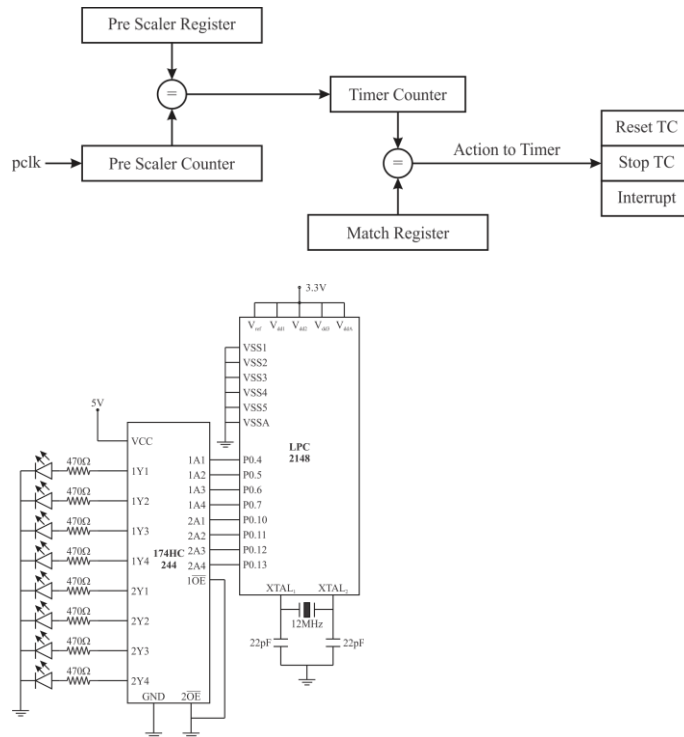 Pre Scaler Register
=
Timer Counter
pclk
Pre Scaler Counter
=
Action to Timer
Reset TC
Stop TC
Interrupt
Match Register
3.3V
Vref Vdd1 Vdd2 Vdd3 VddA
VSS1
VSS2
VSS3
VSS4
VSS5
VSSA
LPC
2148
P0.4
P0.5
P0.6
P0.7
P0.10
P0.11
P0.12
P0.13
XTAL1 XTAL2
12MHz
22pF 22pF
5V
VCC
470Ω 1Y1
470Ω 1Y2
470Ω 1Y3
470Ω 1Y4
470Ω 2Y1
470Ω 2Y2
470Ω 2Y3
470Ω 2Y4
1A1
1A2
1A3
1A4
2A1
2A2
2A3
2A4
174HC
244
1OE
GND 2OE